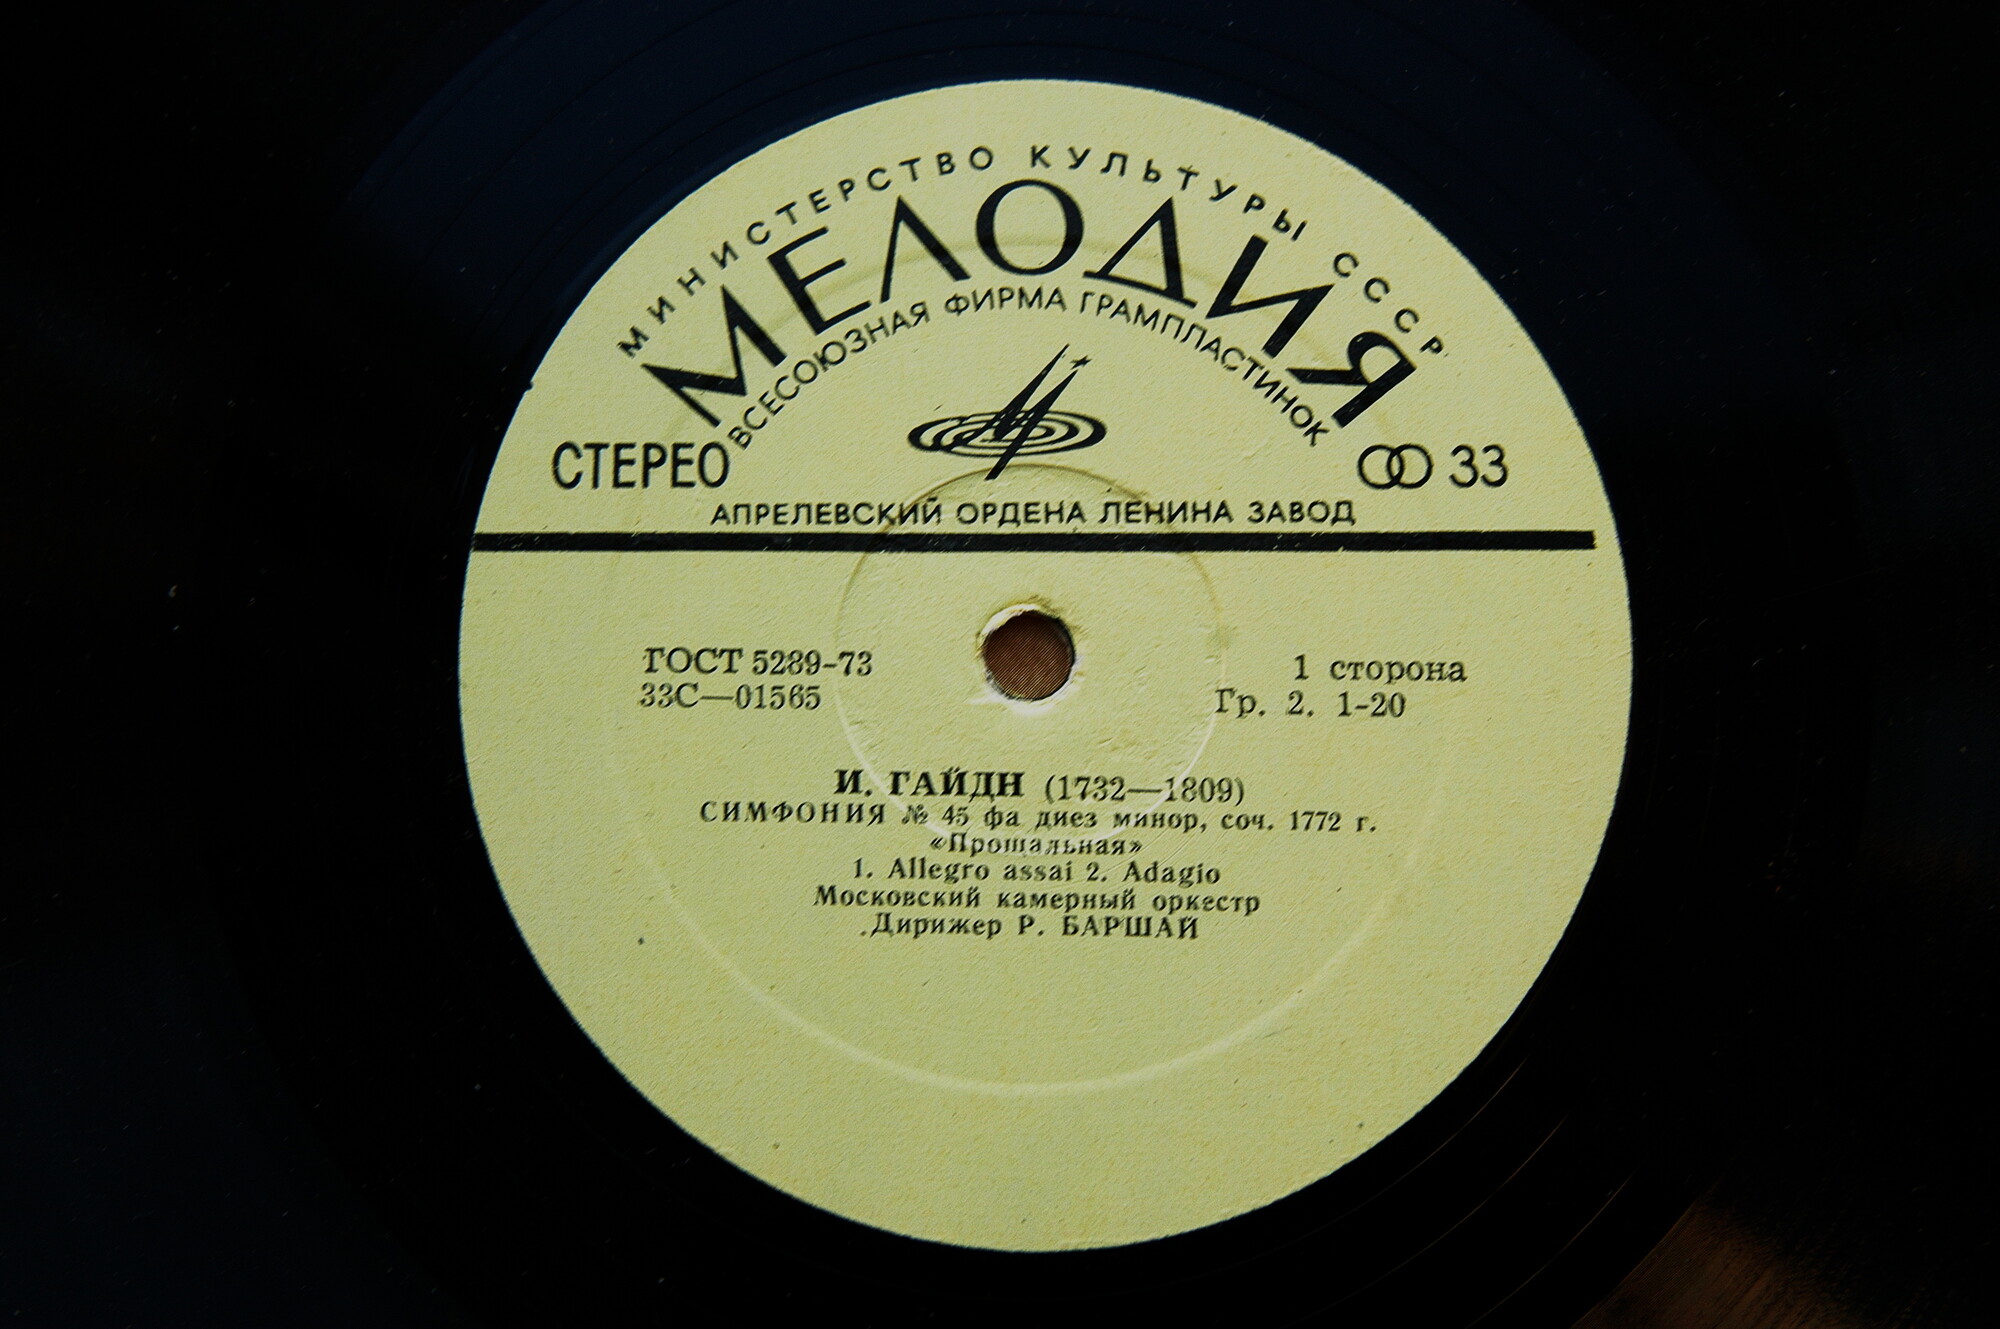 МИНИСТЕРСТВО КУЛЬТУРЫ СССР
МЕЛОДИЯ
ВСЕСОЮЗНАЯ ФИРМА ГРАМПЛАСТИНОК
СТЕРЕО 33
АПРЕЛЕВСКИЙ ОРДЕНА ЛЕНИНА ЗАВОД
ГОСТ 5289-73 1 сторона
33С—01565 Гр. 2. 1-20
И. ГАЙДН (1732—1809)
СИМФОНИЯ № 45 фа диез минор, соч. 1772 г.
«Прощальная»
1. Allegro assai 2. Adagio
Московский камерный оркестр
Дирижер Р. БАРШАЙ